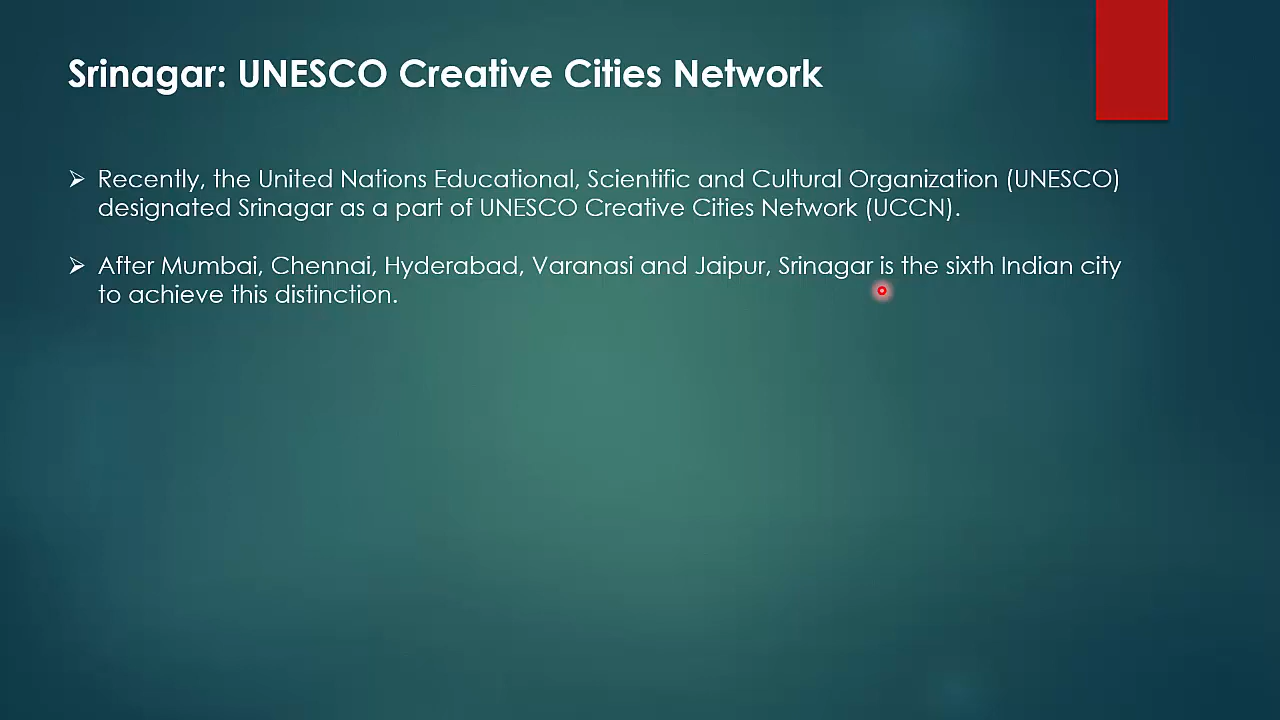 Srinagar: UNESCO Creative Cities Network
➢ Recently, the United Nations Educational, Scientific and Cultural Organization (UNESCO)
designated Srinagar as a part of UNESCO Creative Cities Network (UCCN).
➢ After Mumbai, Chennai, Hyderabad, Varanasi and Jaipur, Srinagar is the sixth Indian city
to achieve this distinction.